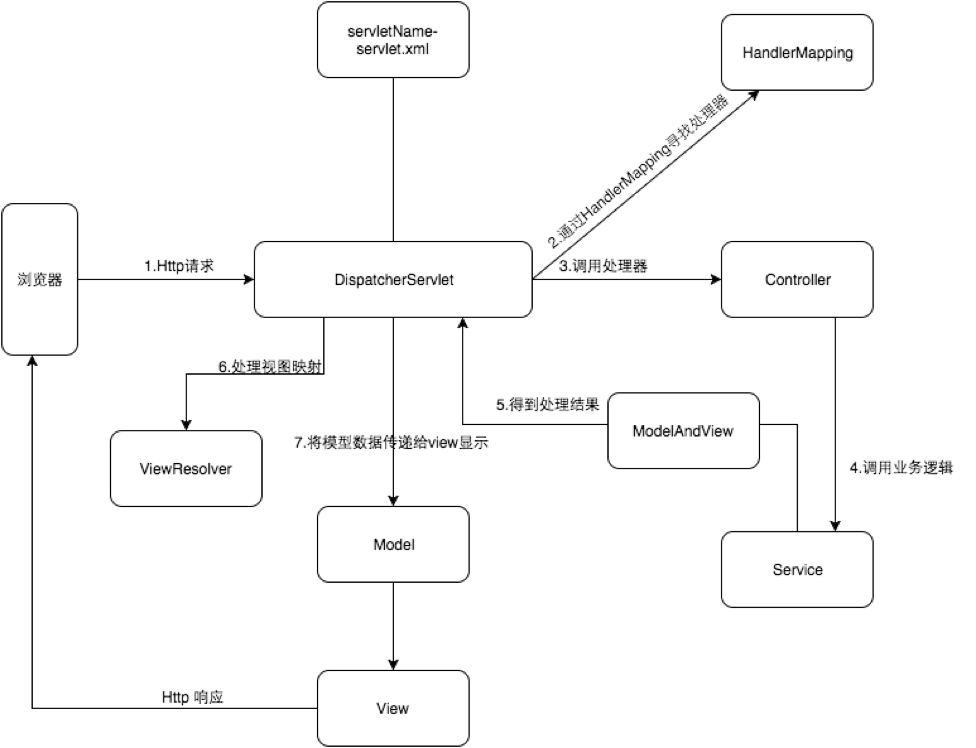 servletName-
servlet.xml
HandlerMapping
2.通过HandlerMapping寻找处理器
浏览器
1.Http请求
DispatcherServlet
3.调用处理器
Controller
6.处理视图映射
5.得到处理结果
ModelAndView
7.将模型数据传递给view显示
ViewResolver
4.调用业务逻辑
Model
Service
Http 响应
View